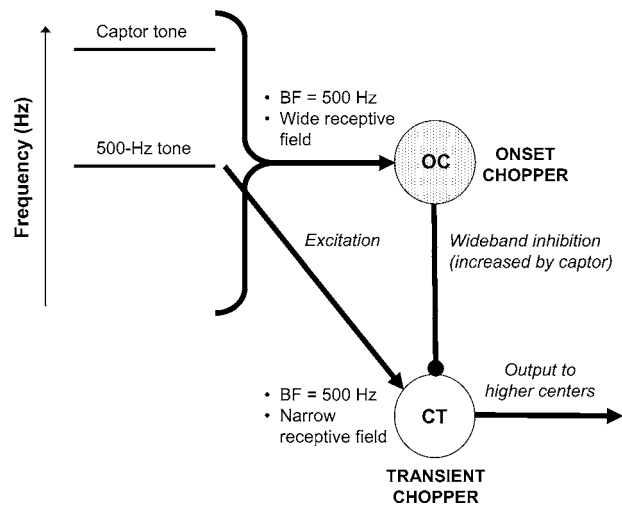 Frequency (Hz)
Captor tone
500-Hz tone
• BF = 500 Hz
• Wide receptive
field
OC
ONSET
CHOPPER
Excitation
Wideband inhibition
(increased by captor)
• BF = 500 Hz
• Narrow
receptive field
CT
Output to
higher centers
TRANSIENT
CHOPPER